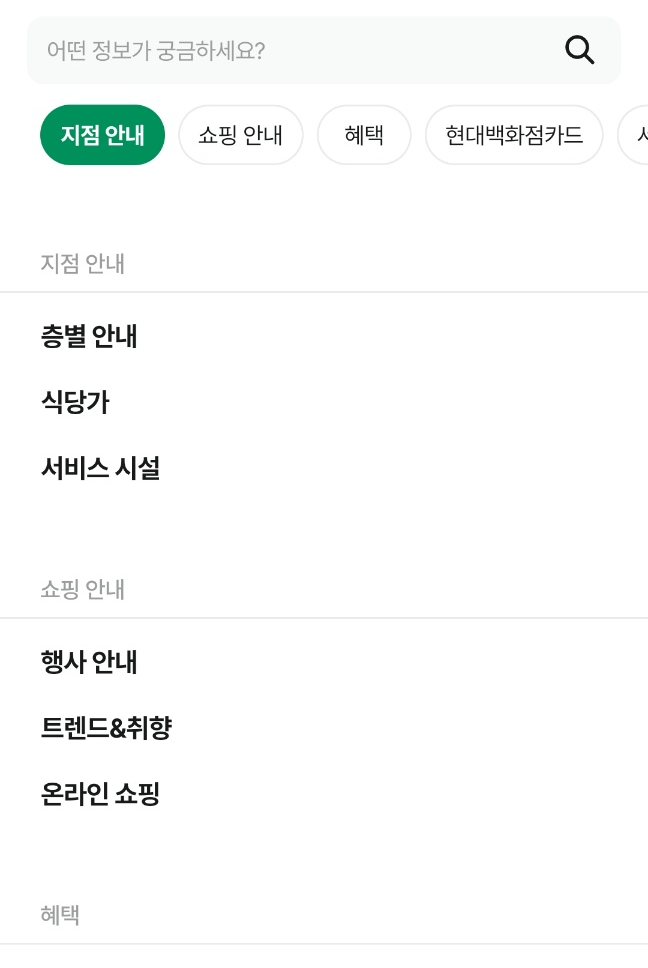 어떤 정보가 궁금하세요?
지점 안내 쇼핑 안내 혜택 현대백화점카드
지점 안내
층별 안내
식당가
서비스 시설
쇼핑 안내
행사 안내
트렌드&취향
온라인 쇼핑
혜택